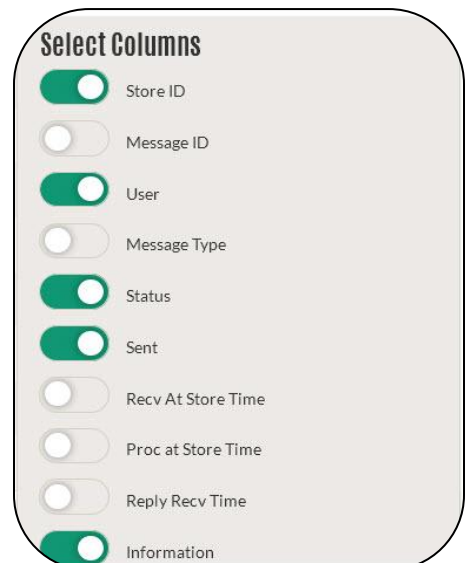 Select Columns
Store ID
Message ID
User
Message Type
Status
Sent
Recv At Store Time
Proc at Store Time
Reply Recv Time
Information